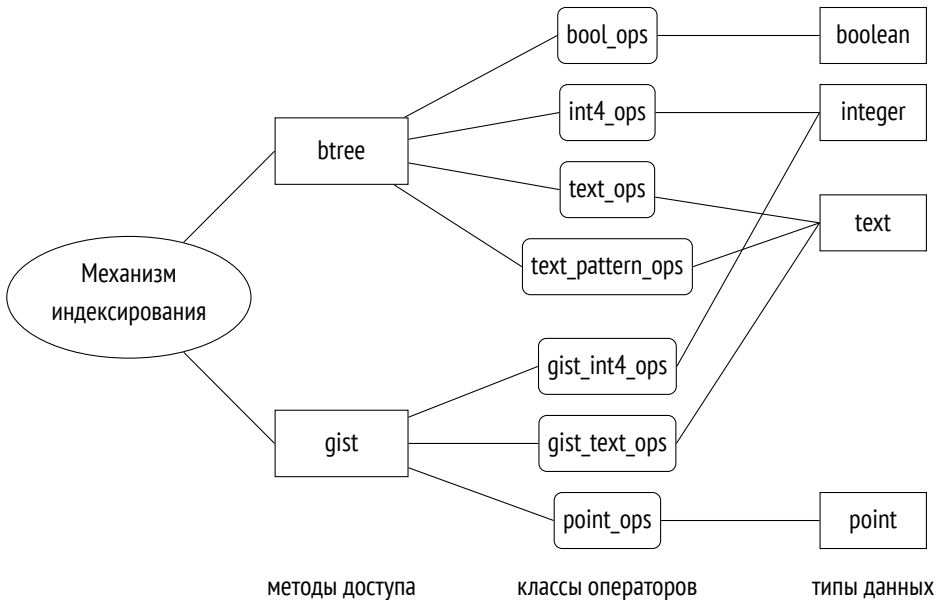 bool_ops
boolean
int4_ops
integer
btree
text_ops
text
text_pattern_ops
Механизм
индексирования
gist_int4_ops
gist
gist_text_ops
point_ops
point
методы доступа
классы операторов
типы данных